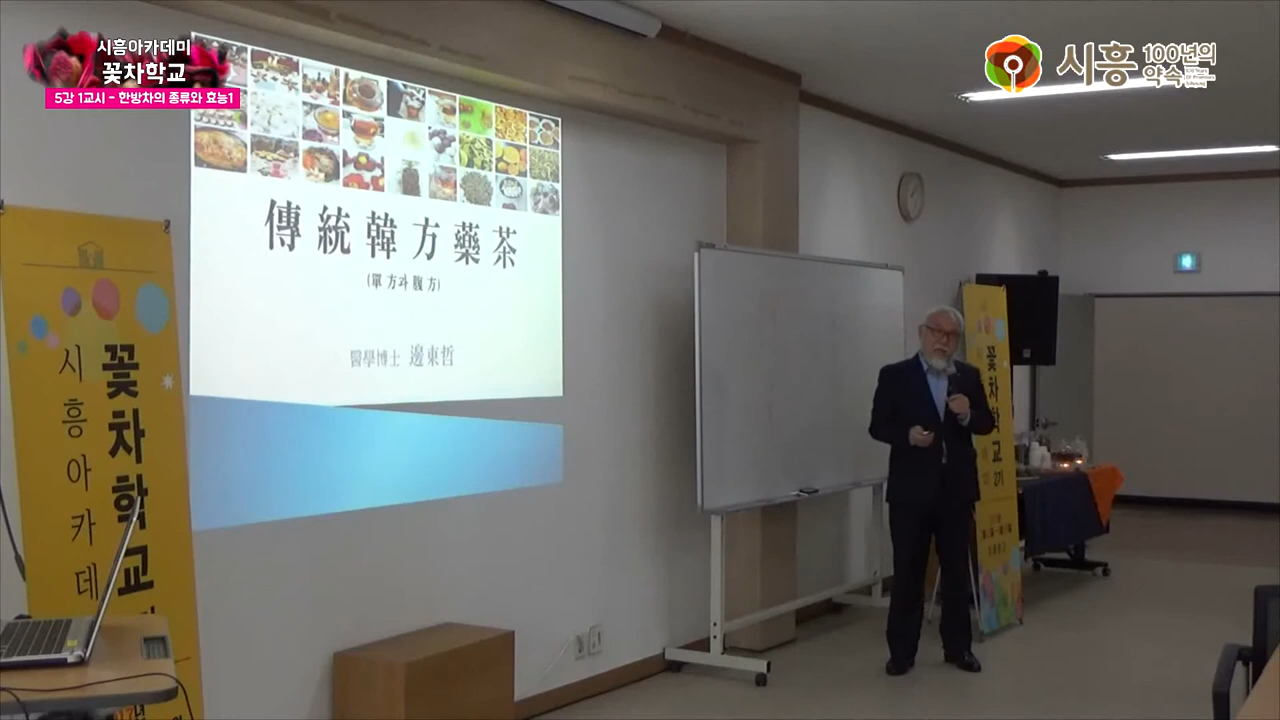 시흥아카데미
꽃차학교
5강 1교시 - 한방차의 종류와 효능1
시흥 100년의
약속
傳統韓方藥茶
(單方과 腹方)
醫學博士 邊東哲
꽃차학교
시흥아카데
꽃차학교 2기